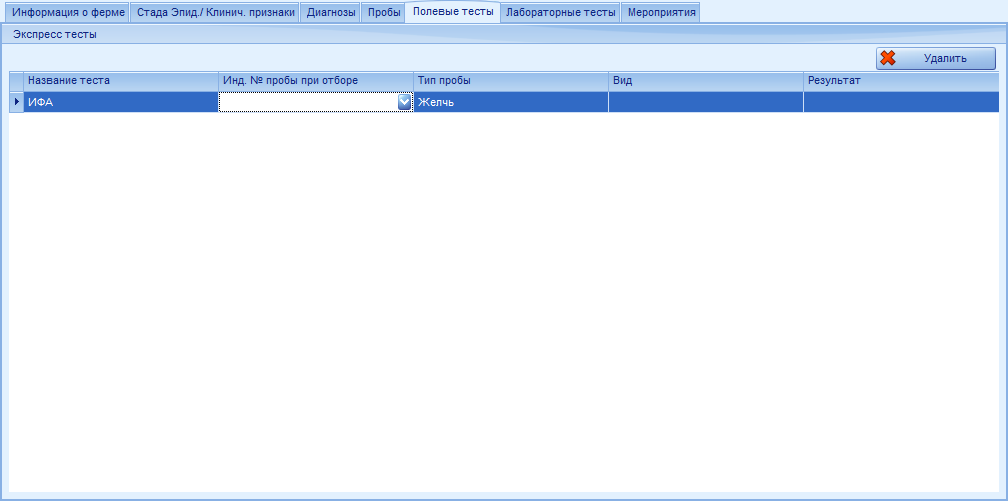 Информация о ферме Стада Эпид./ Клинич. признаки Диагнозы Пробы Полевые тесты Лабораторные тесты Мероприятия
Экспресс тесты
Удалить
Название теста Инд. № пробы при отборе Тип пробы Вид Результат
ИФА Желчь